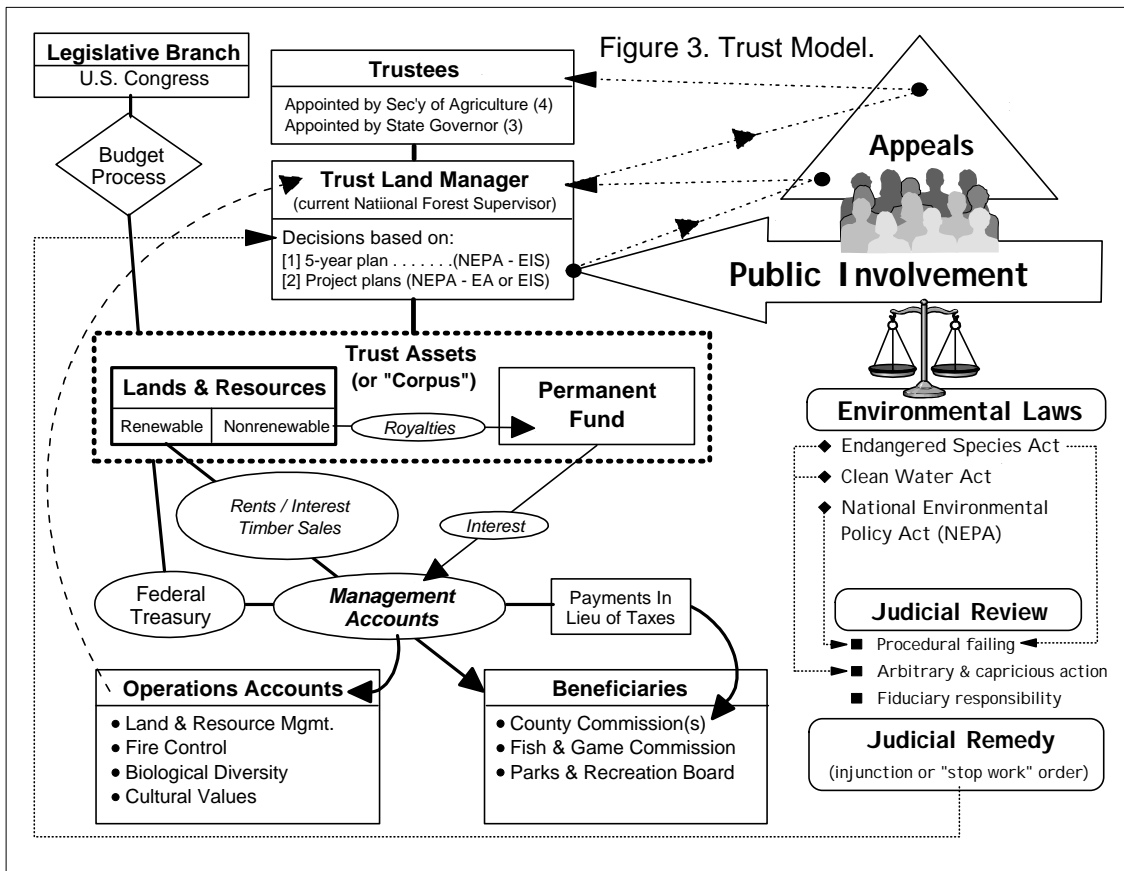 Figure 3. Trust Model.
Legislative Branch
U.S. Congress
Budget
Process
Trustees
Appointed by Sec'y of Agriculture (4)
Appointed by State Governor (3)
Trust Land Manager
(current Natiional Forest Supervisor)
Decisions based on:
[1] 5-year plan . . . . . . .(NEPA - EIS)
[2] Project plans (NEPA - EA or EIS)
Appeals
Public Involvement
Trust Assets
(or "Corpus")
Lands & Resources
Renewable
Nonrenewable
Royalties
Permanent
Fund
Rents / Interest
Timber Sales
Interest
Federal
Treasury
Management
Accounts
Payments In
Lieu of Taxes
Operations Accounts
● Land & Resource Mgmt.
● Fire Control
● Biological Diversity
● Cultural Values
Beneficiaries
● County Commission(s)
● Fish & Game Commission
● Parks & Recreation Board
Environmental Laws
◆ Endangered Species Act
◆ Clean Water Act
◆ National Environmental
Policy Act (NEPA)
Judicial Review
■ Procedural failing
■ Arbitrary & capricious action
■ Fiduciary responsibility
Judicial Remedy
(injunction or "stop work" order)